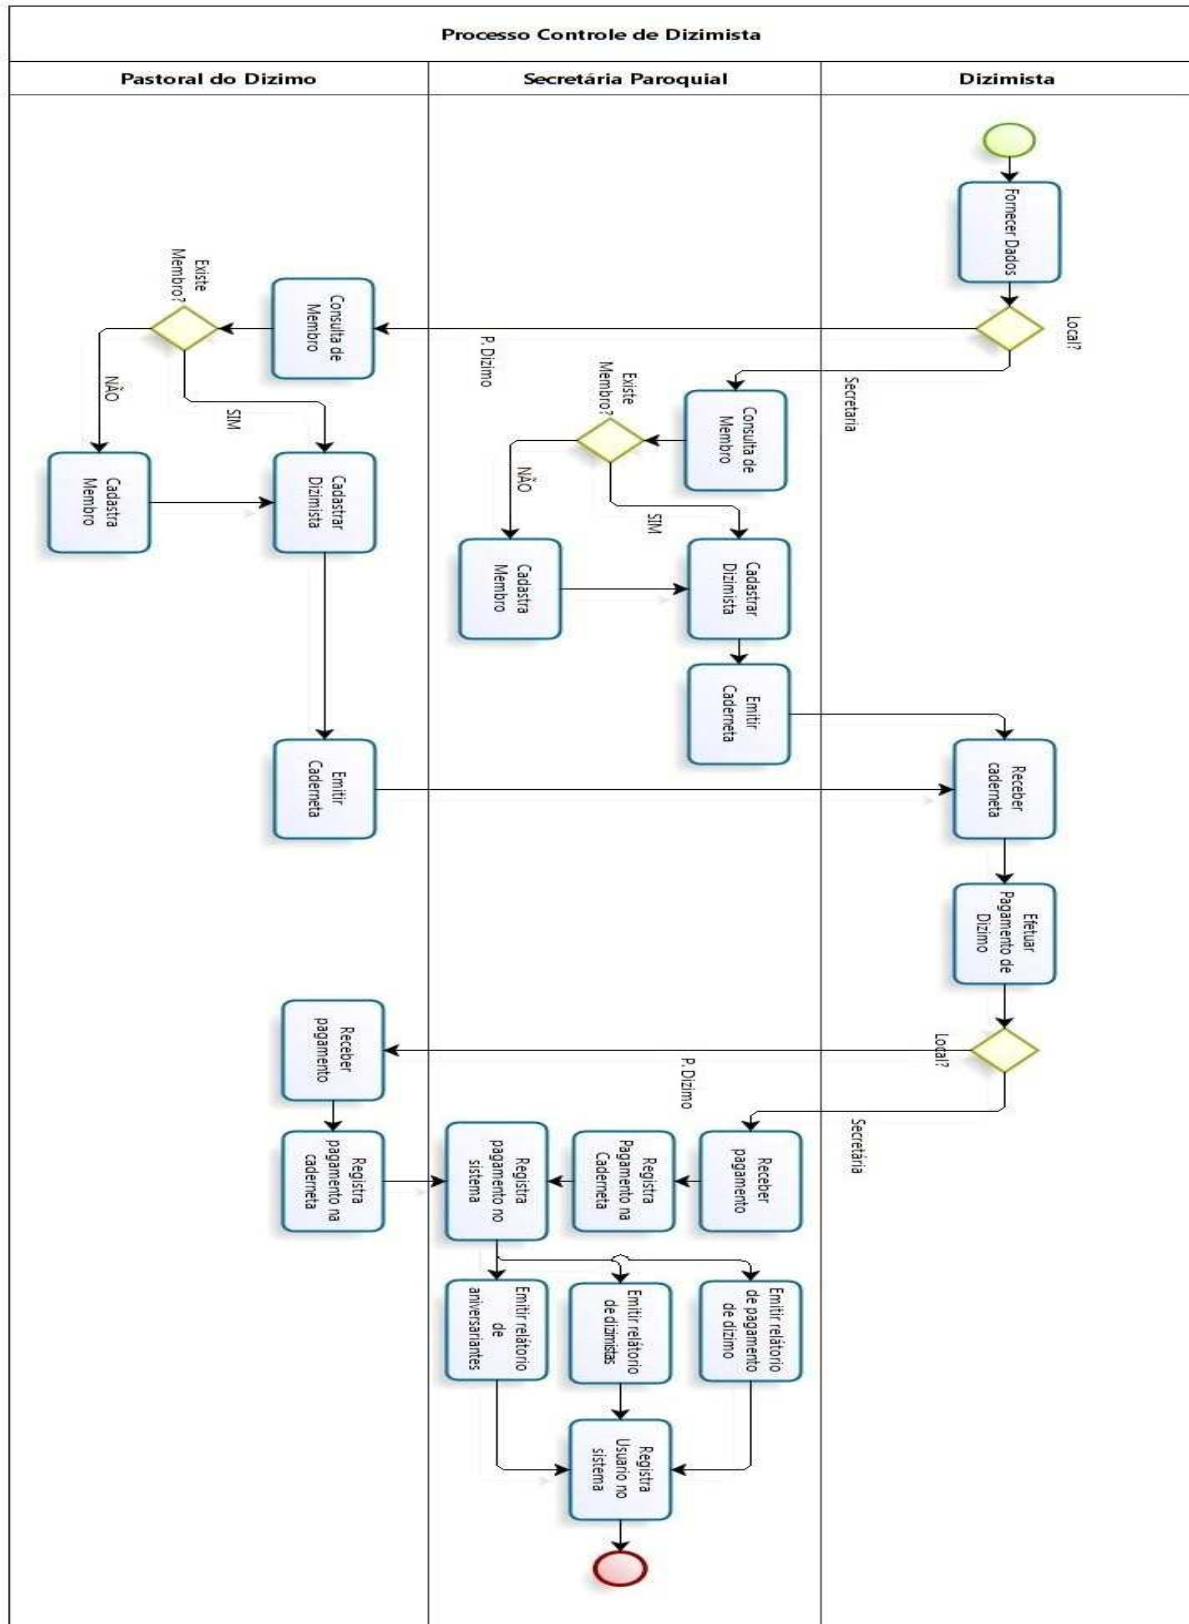 Processo Controle de Dizimista
Pastoral do Dizimo
Secretária Paroquial
Dizimista
Fornecer Dados
Local?
P. Dizimo
Secretaria
Consulta de
Membro
Existe
Membro?
NÃO
SIM
Cadastra
Membro
Cadastrar
Dizimista
Emitir
Caderneta
Consulta de
Membro
Existe
Membro?
NÃO
SIM
Cadastra
Membro
Cadastrar
Dizimista
Emitir
Caderneta
Receber
caderneta
Efetuar
Pagamento de
Dizimo
Local?
P. Dizimo
Secretária
Receber
pagamento
Registra
pagamento na
caderneta
Receber
pagamento
Registra
Pagamento na
Caderneta
Registra
pagamento no
sistema
Emitir relátorio
de pagamento
de dizimo
Emitir relátorio
de dizimistas
Emitir relátorio
de
aniversariantes
Registra
Usuario no
sistema